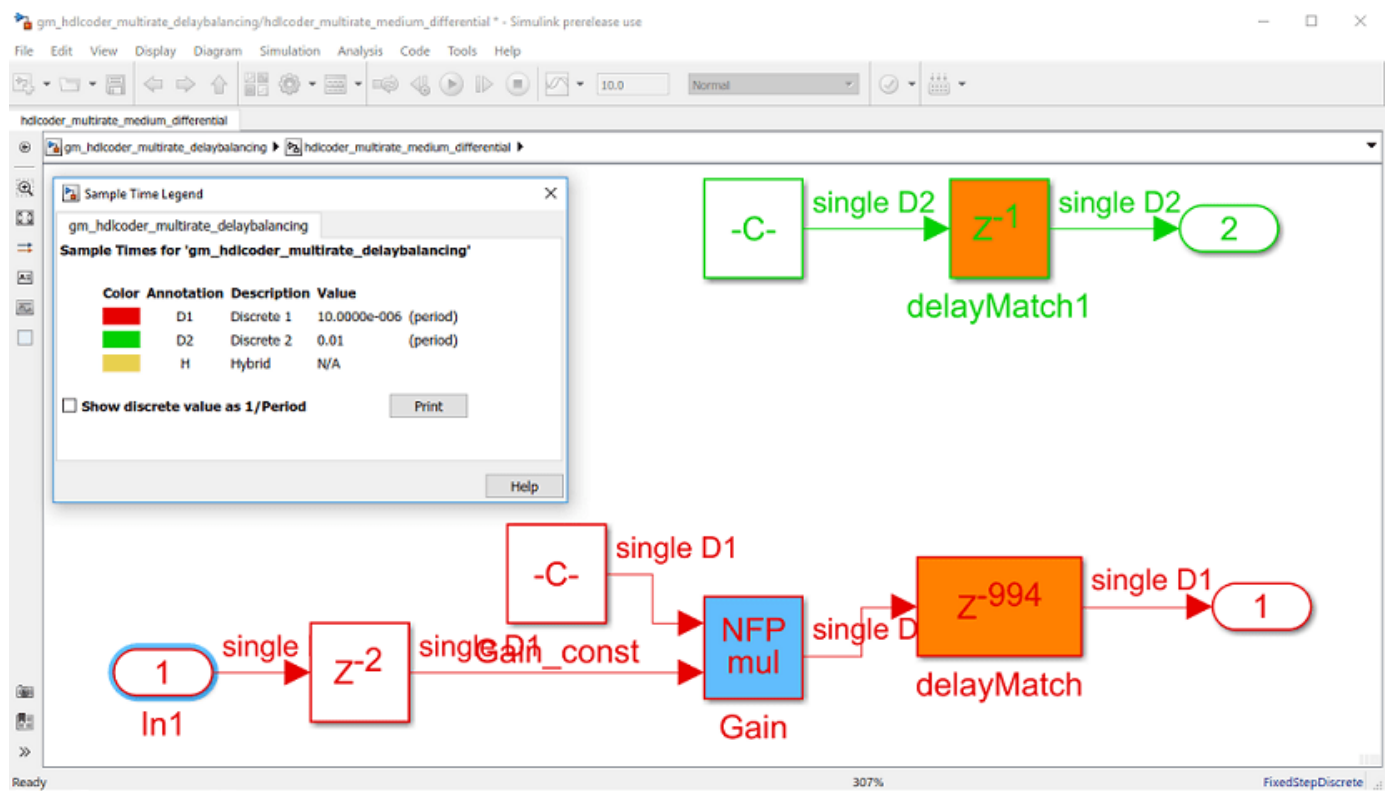 gm_hdlcoder_multirate_delaybalancing/hdlcoder_multirate_medium_differential * - Simulink prerelease use
File Edit View Display Diagram Simulation Analysis Code Tools Help
10.0 Normal
hdlcoder_multirate_medium_differential
gm_hdlcoder_multirate_delaybalancing hdlcoder_multirate_medium_differential
Sample Time Legend
gm_hdlcoder_multirate_delaybalancing
Sample Times for 'gm_hdlcoder_multirate_delaybalancing'
Color Annotation Description Value
D1 Discrete 1 10.0000e-006 (period)
D2 Discrete 2 0.01 (period)
H Hybrid N/A
Show discrete value as 1/Period Print
Help
-C- single D2 z-1 single D2 2
delayMatch1
-C- single D1
NFP
mul
single D
z-994
single D1
1
delayMatch
1
single
z-2
single D1
Gain_const
In1
Gain
Ready 307% FixedStepDiscrete